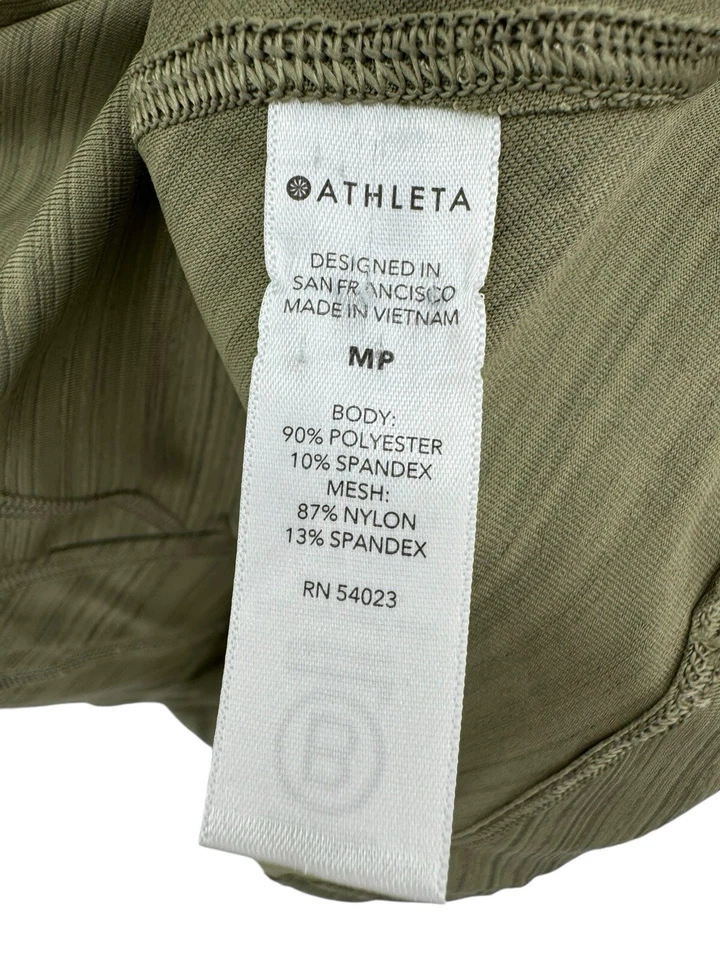 ATHLETA
DESIGNED IN
SAN FRANCISCO
MADE IN VIETNAM
MP
BODY:
90% POLYESTER
10% SPANDEX
MESH:
87% NYLON
13% SPANDEX
RN 54023
B